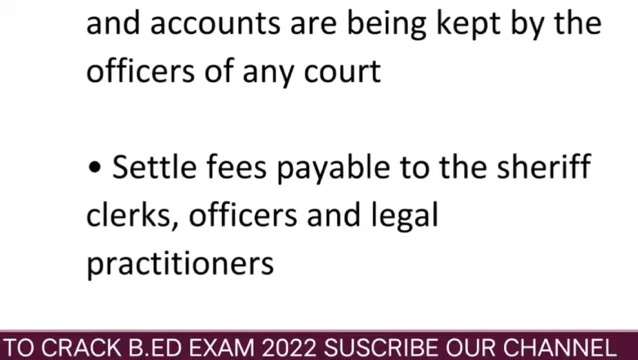 and accounts are being kept by the
officers of any court
• Settle fees payable to the sheriff
clerks, officers and legal
practitioners
TO CRACK B.ED EXAM 2022 SUSCRIBE OUR CHANNEL